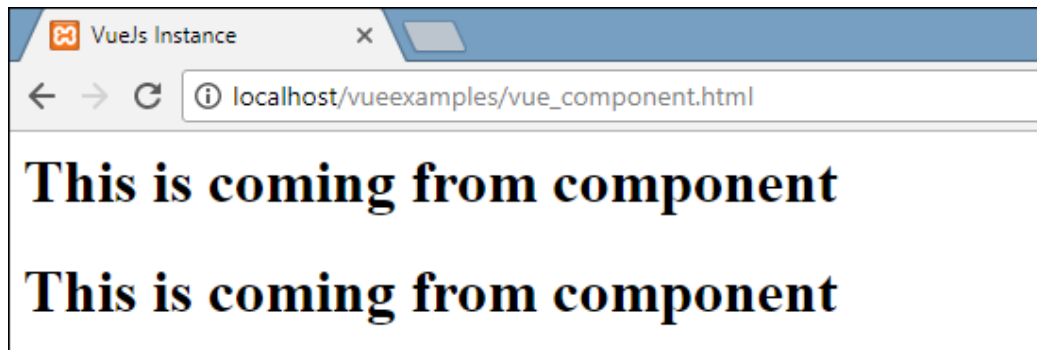 VueJs Instance
localhost/vueexamples/vue_component.html
This is coming from component
This is coming from component